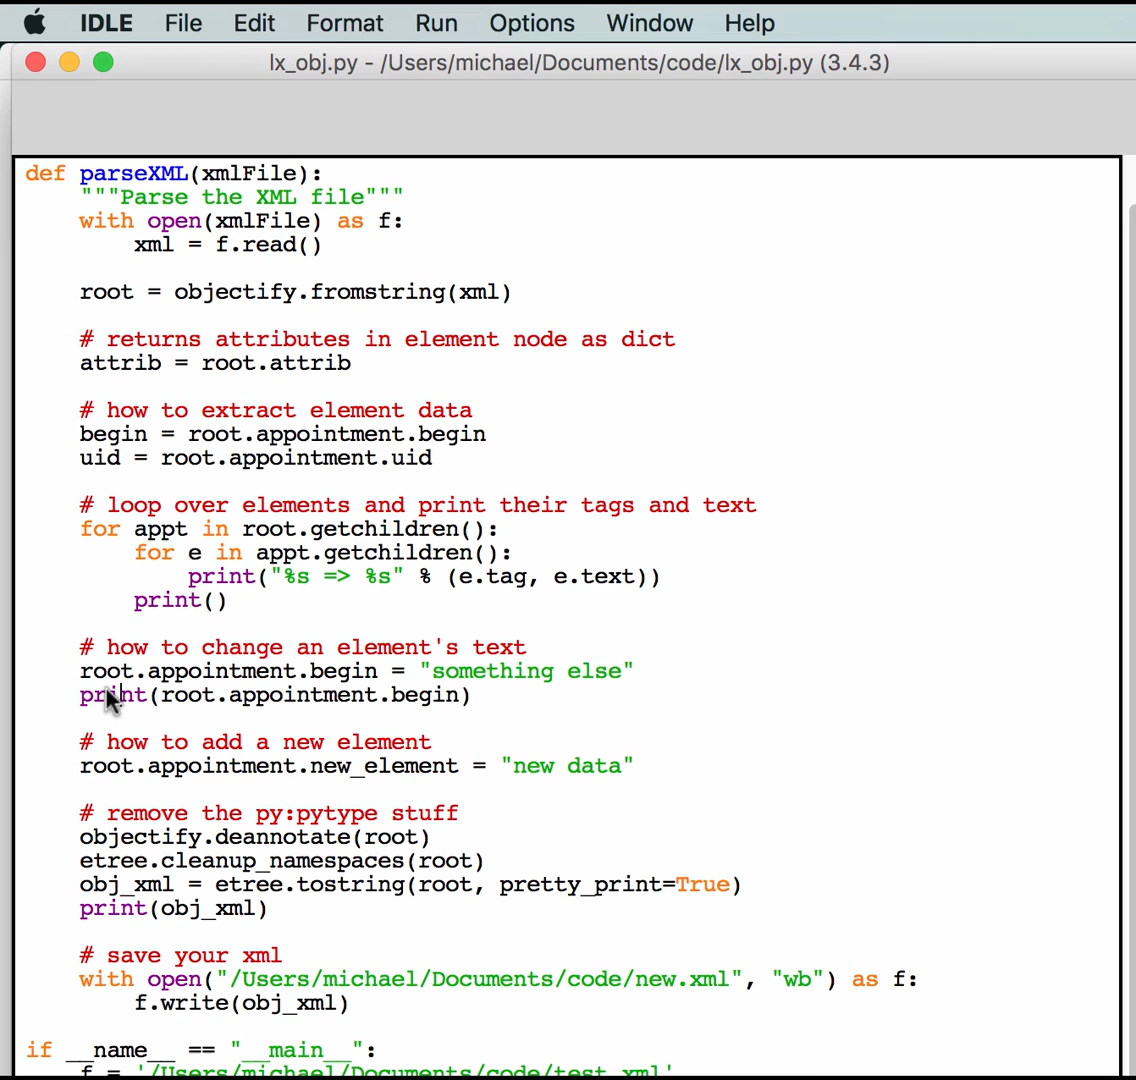 IDLE File Edit Format Run Options Window Help
lx_obj.py - /Users/michael/Documents/code/lx_obj.py (3.4.3)
def parseXML(xmlFile):
    """Parse the XML file"""
    with open(xmlFile) as f:
        xml = f.read()
    root = objectify.fromstring(xml)
    # returns attributes in element node as dict
    attrib = root.attrib
    # how to extract element data
    begin = root.appointment.begin
    uid = root.appointment.uid
    # loop over elements and print their tags and text
    for appt in root.getchildren():
        for e in appt.getchildren():
            print("%s => %s" % (e.tag, e.text))
        print()
    # how to change an element's text
    root.appointment.begin = "something else"
    print(root.appointment.begin)
    # how to add a new element
    root.appointment.new_element = "new data"
    # remove the py:pytype stuff
    objectify.deannotate(root)
    etree.cleanup_namespaces(root)
    obj_xml = etree.tostring(root, pretty_print=True)
    print(obj_xml)
    # save your xml
    with open("/Users/michael/Documents/code/new.xml", "wb") as f:
        f.write(obj_xml)
if __name__ == "__main__":
    f = '/Users/michael/Documents/code/test.xml'